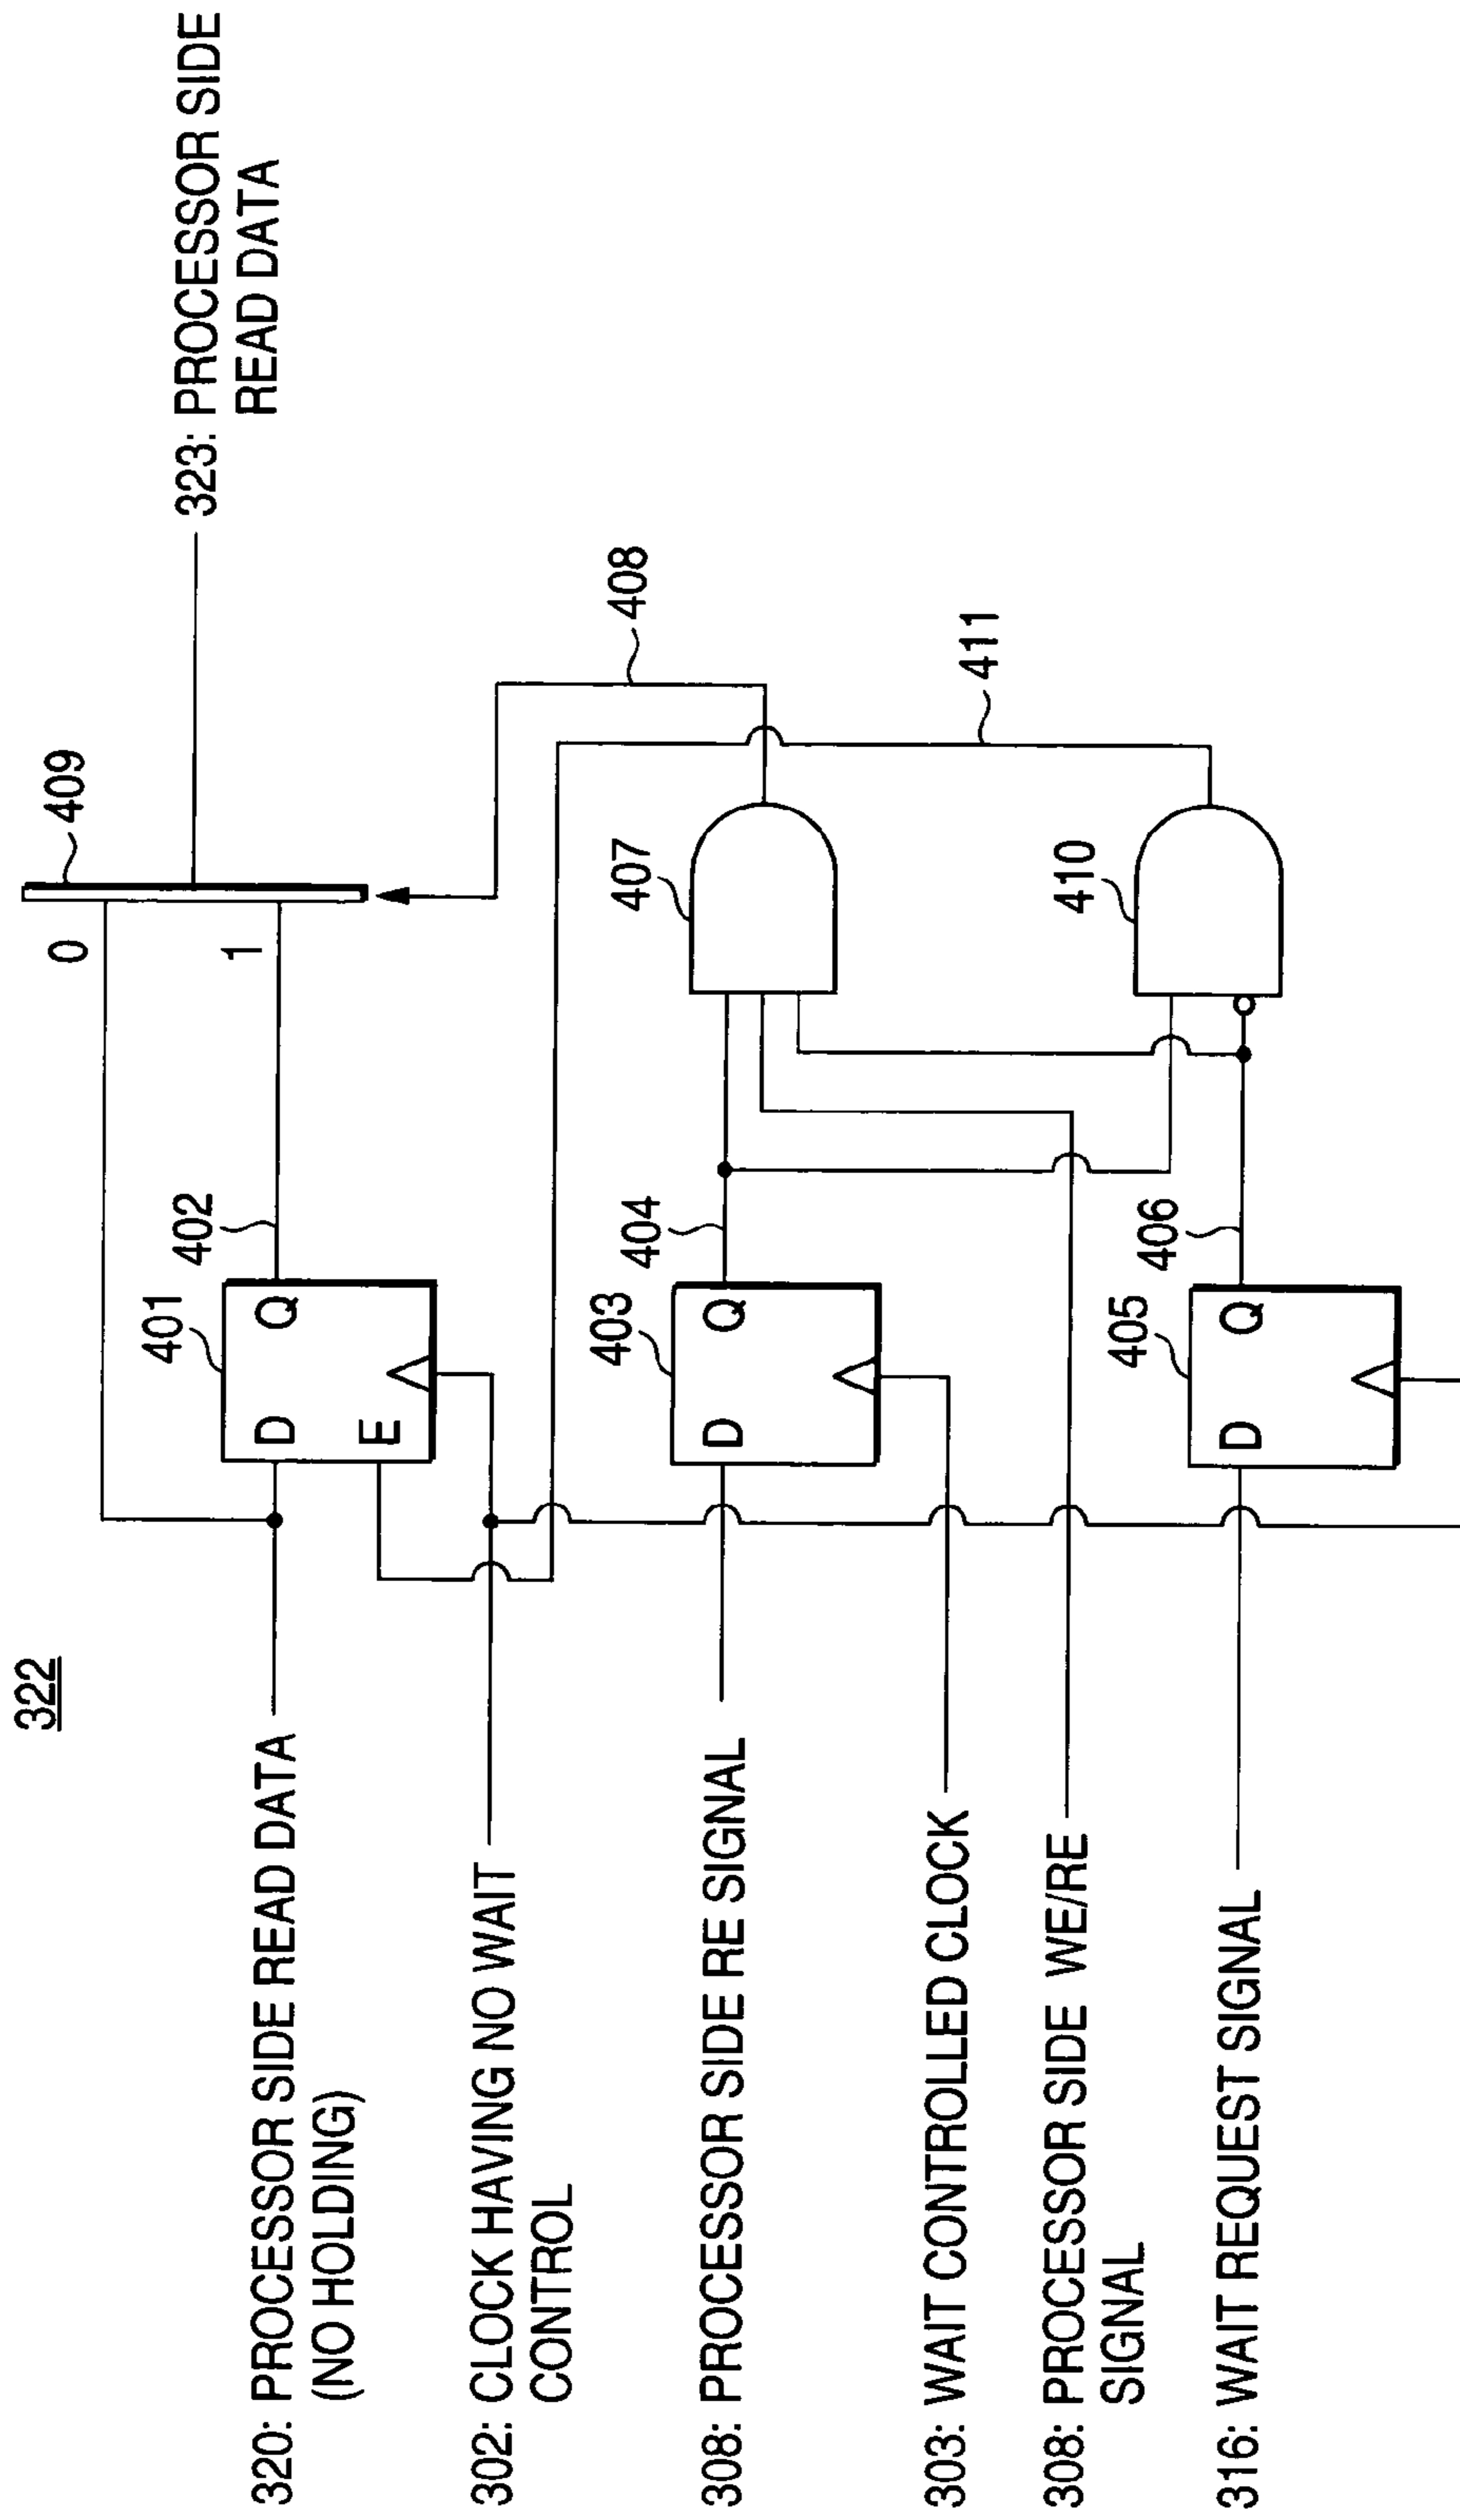 322
320: PROCESSOR SIDE READ DATA
(NO HOLDING)
302: CLOCK HAVING NO WAIT
CONTROL
308: PROCESSOR SIDE RE SIGNAL
303: WAIT CONTROLLED CLOCK
308: PROCESSOR SIDE WE/RE
SIGNAL
316: WAIT REQUEST SIGNAL
401
D
Q
E
402
403
D
Q
404
405
D
Q
406
0
1
409
407
410
408
411
323: PROCESSOR SIDE
READ DATA